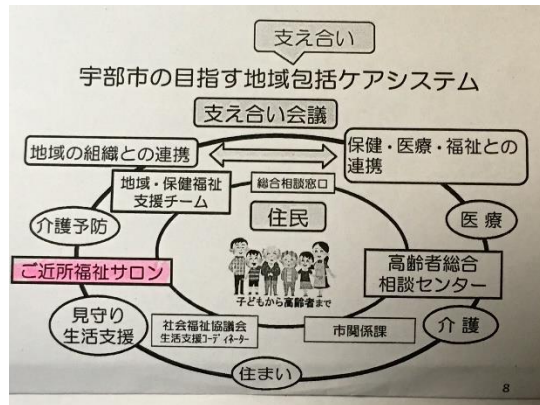 支え合い
宇部市の目指す地域包括ケアシステム
支え合い会議
地域の組織との連携
保健・医療・福祉との
連携
地域・保健福祉
支援チーム
総合相談窓口
住民
介護予防
医療
ご近所福祉サロン
高齢者総合
相談センター
子どもから高齢者まで
見守り
生活支援
社会福祉協議会
生活支援ｺｰﾃﾞｨﾈｰﾀｰ
市関係課
介護
住まい
8